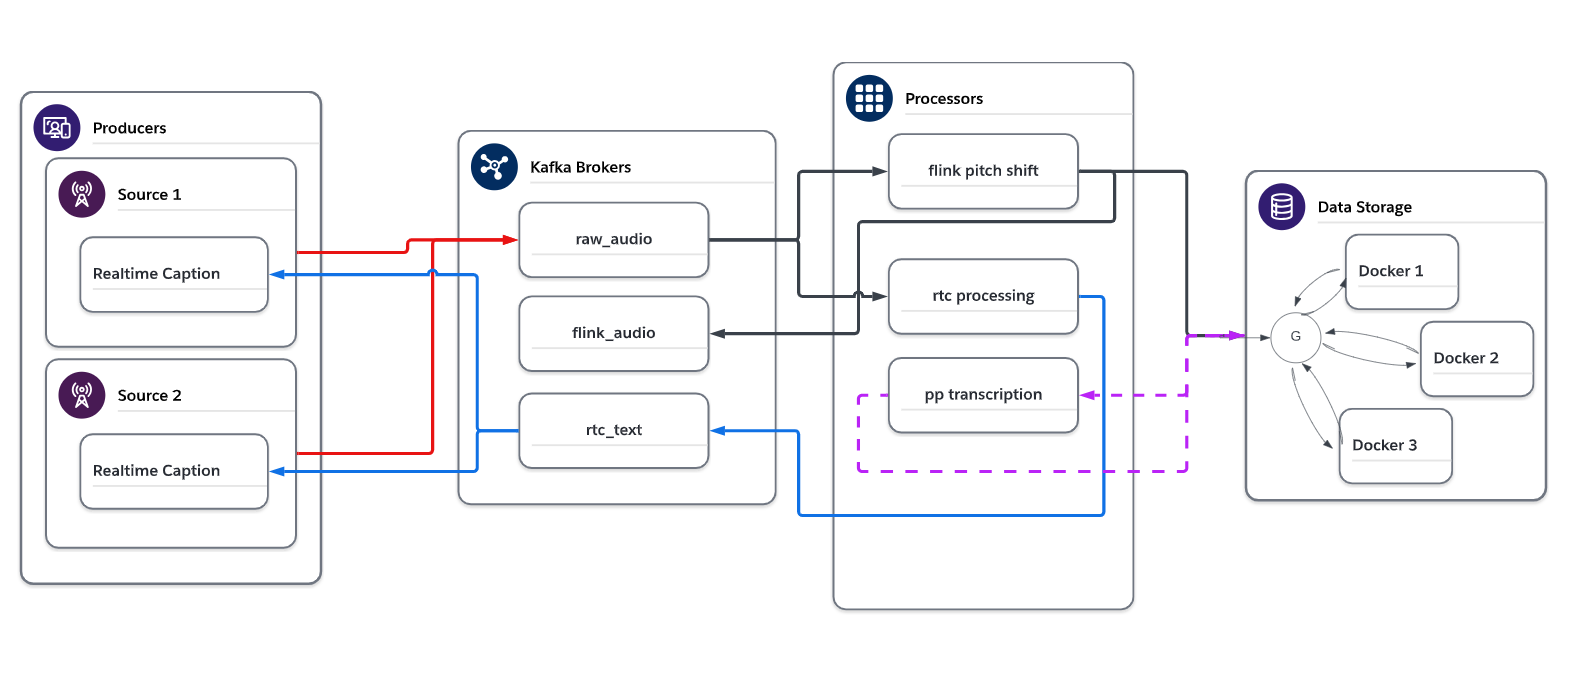 Producers
Source 1
Realtime Caption
Source 2
Realtime Caption
Kafka Brokers
raw_audio
flink_audio
rtc_text
Processors
flink pitch shift
rtc processing
pp transcription
Data Storage
Docker 1
G
Docker 2
Docker 3